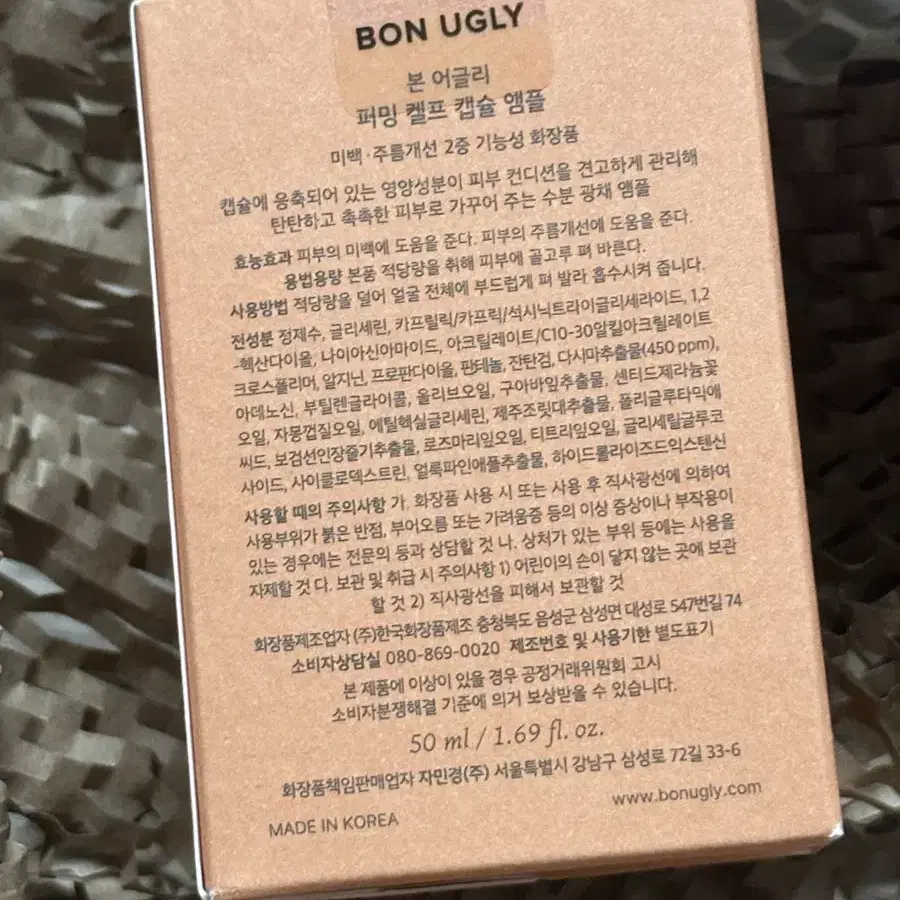 BON UGLY
본 어글리
퍼밍 켈프 캡슐 앰플
미백·주름개선 2중 기능성 화장품
캡슐에 응축되어 있는 영양성분이 피부 컨디션을 견고하게 관리해
탄탄하고 촉촉한 피부로 가꾸어 주는 수분 광채 앰플
효능효과 피부의 미백에 도움을 준다. 피부의 주름개선에 도움을 준다.
용법용량 본품 적당량을 취해 피부에 골고루 펴 바른다.
사용방법 적당량을 덜어 얼굴 전체에 부드럽게 펴 발라 흡수시켜 줍니다.
전성분 정제수, 글리세린, 카프릴릭/카프릭/석시닉트라이글리세라이드, 1,2
-헥산다이올, 나이아신아마이드, 아크릴레이트/C10-30알킬아크릴레이트
크로스폴리머, 알지닌, 프로판다이올, 판테놀, 잔탄검, 다시마추출물(450 ppm),
아데노신, 부틸렌글라이콜, 올리브오일, 구아바잎추출물, 센티드제라늄꽃
오일, 자몽껍질오일, 에틸헥실글리세린, 제주조릿대추출물, 폴리글루타믹애
씨드, 보검선인장줄기추출물, 로즈마리잎오일, 티트리잎오일, 글리세릴글루코
사이드, 사이클로덱스트린, 얼룩파인애플추출물, 하이드롤라이즈드익스텐신
사용할 때의 주의사항 가. 화장품 사용 시 또는 사용 후 직사광선에 의하여
사용부위가 붉은 반점, 부어오름 또는 가려움증 등의 이상 증상이나 부작용이
있는 경우에는 전문의 등과 상담할 것 나. 상처가 있는 부위 등에는 사용을
자제할 것 다. 보관 및 취급 시 주의사항 1) 어린이의 손이 닿지 않는 곳에 보관
할 것 2) 직사광선을 피해서 보관할 것
화장품제조업자 (주)한국화장품제조 충청북도 음성군 삼성면 대성로 547번길 74
소비자상담실 080-869-0020 제조번호 및 사용기한 별도표기
본 제품에 이상이 있을 경우 공정거래위원회 고시
소비자분쟁해결 기준에 의거 보상받을 수 있습니다.
50 ml / 1.69 fl. oz.
화장품책임판매업자 자민경(주) 서울특별시 강남구 삼성로 72길 33-6
www.bonugly.com
MADE IN KOREA